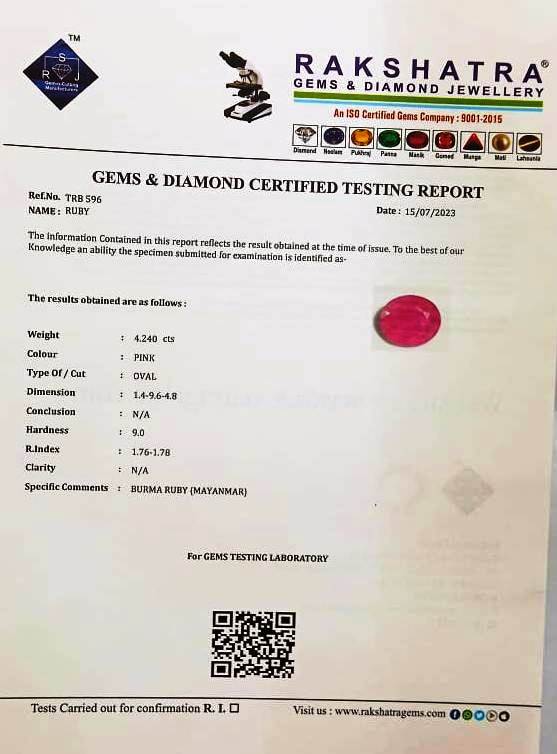 TM
S
R J
Gems Cutting
Manufacturers
RAKSHATRA®
GEMS & DIAMOND JEWELLERY
An ISO Certified Gems Company : 9001-2015
Diamond Neelam Pukhraj Panna Manik Gomed Munga Moti Lahsunia
GEMS & DIAMOND CERTIFIED TESTING REPORT
Ref.No. TRB 596
NAME : RUBY
Date : 15/07/2023
The information Contained in this report reflects the result obtained at the time of issue. To the best of our
Knowledge an ability the specimen submitted for examination is identified as-
The results obtained are as follows :
Weight : 4.240 cts
Colour : PINK
Type Of / Cut : OVAL
Dimension : 1.4-9.6-4.8
Conclusion : N/A
Hardness : 9.0
R.Index : 1.76-1.78
Clarity : N/A
Specific Comments : BURMA RUBY (MAYANMAR)
For GEMS TESTING LABORATORY
Tests Carried out for confirmation R. I. ☐
Visit us : www.rakshatragems.com